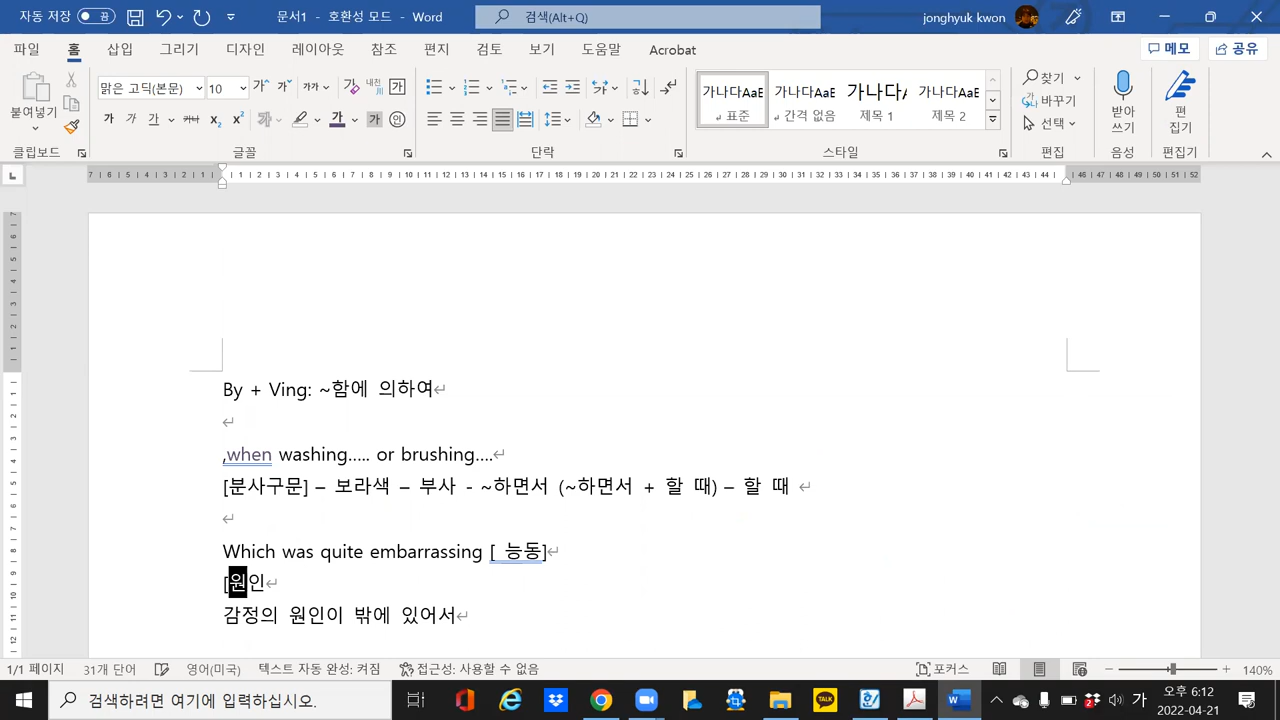 자동 저장 끔 문서1 - 호환성 모드 - Word 검색(Alt+Q) jonghyuk kwon
파일 홈 삽입 그리기 디자인 레이아웃 참조 편지 검토 보기 도움말 Acrobat 메모 공유
붙여넣기 맑은 고딕(본문) 10 가나다AaB 가나다AaB 가나다A 가나다AaB 찾기 바꾸기 선택 받아쓰기 편집기
표준 간격 없음 제목 1 제목 2
클립보드 글꼴 단락 스타일 편집 음성 편집기
By + Ving: ~함에 의하여
,when washing….. or brushing….
[분사구문] – 보라색 – 부사 - ~하면서 (~하면서 + 할 때) – 할 때
Which was quite embarrassing [ 능동]
[원인
감정의 원인이 밖에 있어서
1/1 페이지 31개 단어 영어(미국) 텍스트 자동 완성: 켜짐 접근성: 사용할 수 없음 포커스 140%
검색하려면 여기에 입력하십시오. TALK 가 오후 6:12
2022-04-21